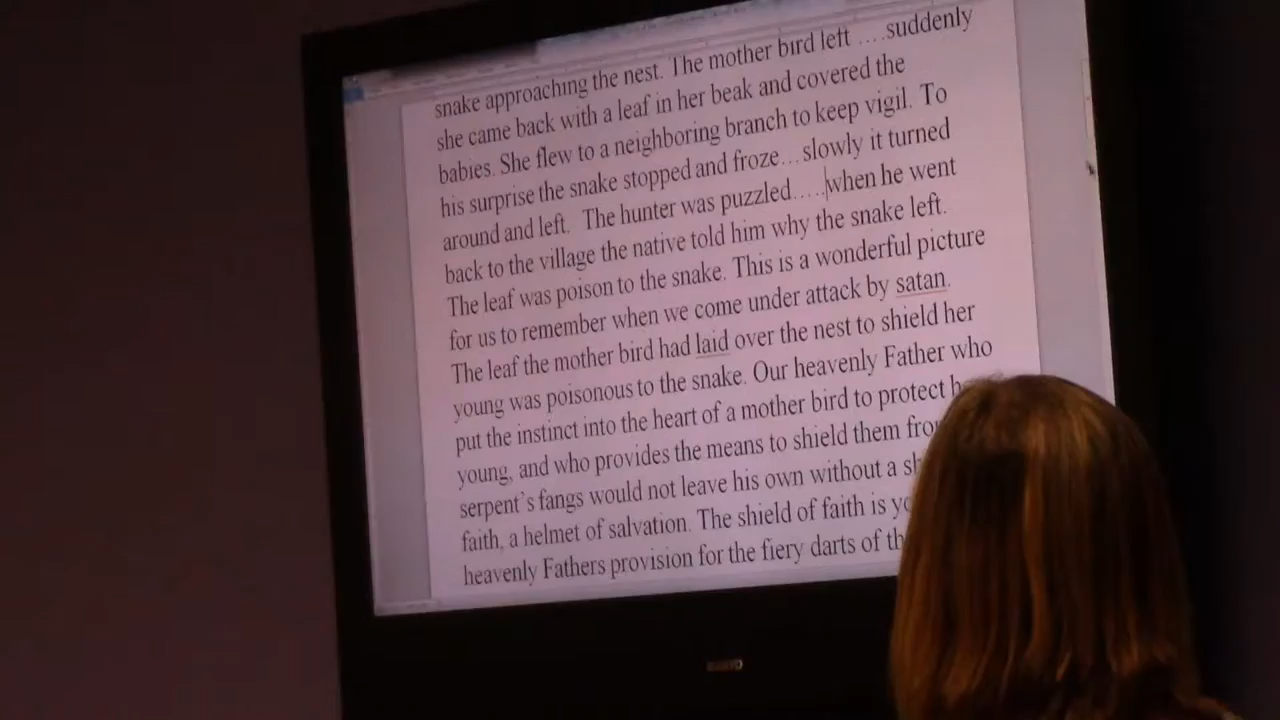 snake approaching the nest. The mother bird left ....suddenly
she came back with a leaf in her beak and covered the
babies. She flew to a neighboring branch to keep vigil. To
his surprise the snake stopped and froze...slowly it turned
around and left. The hunter was puzzled.....when he went
back to the village the native told him why the snake left.
The leaf was poison to the snake. This is a wonderful picture
for us to remember when we come under attack by satan.
The leaf the mother bird had laid over the nest to shield her
young was poisonous to the snake. Our heavenly Father who
put the instinct into the heart of a mother bird to protect
young, and who provides the means to shield them
serpent's fangs would not leave his own without a
faith, a helmet of salvation. The shield of faith is
heavenly Fathers provision for the fiery darts of